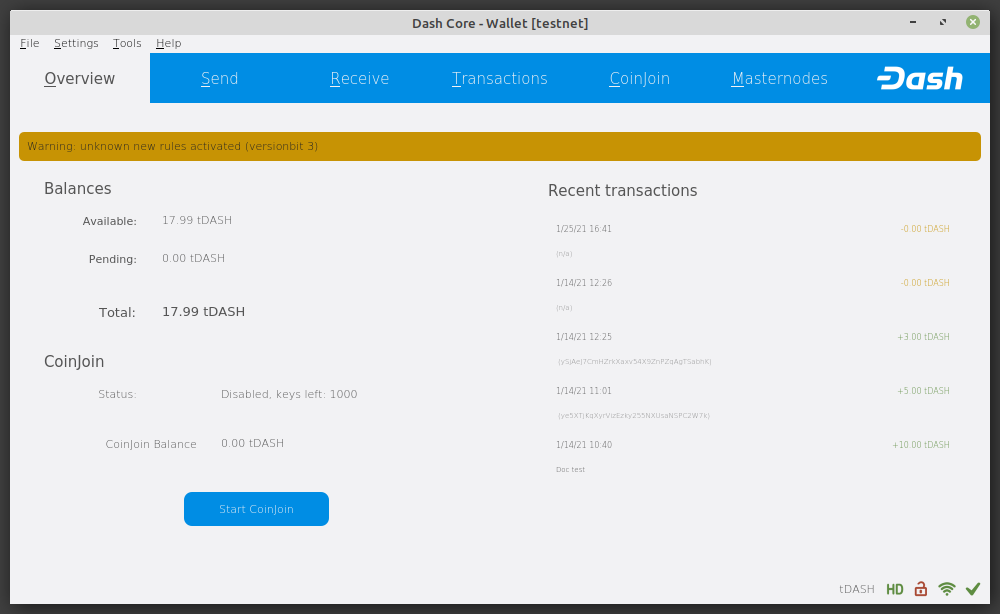 Dash Core - Wallet [testnet]
File Settings Tools Help
Overview Send Receive Transactions CoinJoin Masternodes Dash
Warning: unknown new rules activated (versionbit 3)
Balances
Available: 17.99 tDASH
Pending: 0.00 tDASH
Total: 17.99 tDASH
CoinJoin
Status: Disabled, keys left: 1000
CoinJoin Balance 0.00 tDASH
Start CoinJoin
Recent transactions
1/25/21 16:41 -0.00 tDASH
(n/a)
1/14/21 12:26 -0.00 tDASH
(n/a)
1/14/21 12:25 +3.00 tDASH
1/14/21 11:01 +5.00 tDASH
1/14/21 10:40 +10.00 tDASH
Doc test
tDASH HD